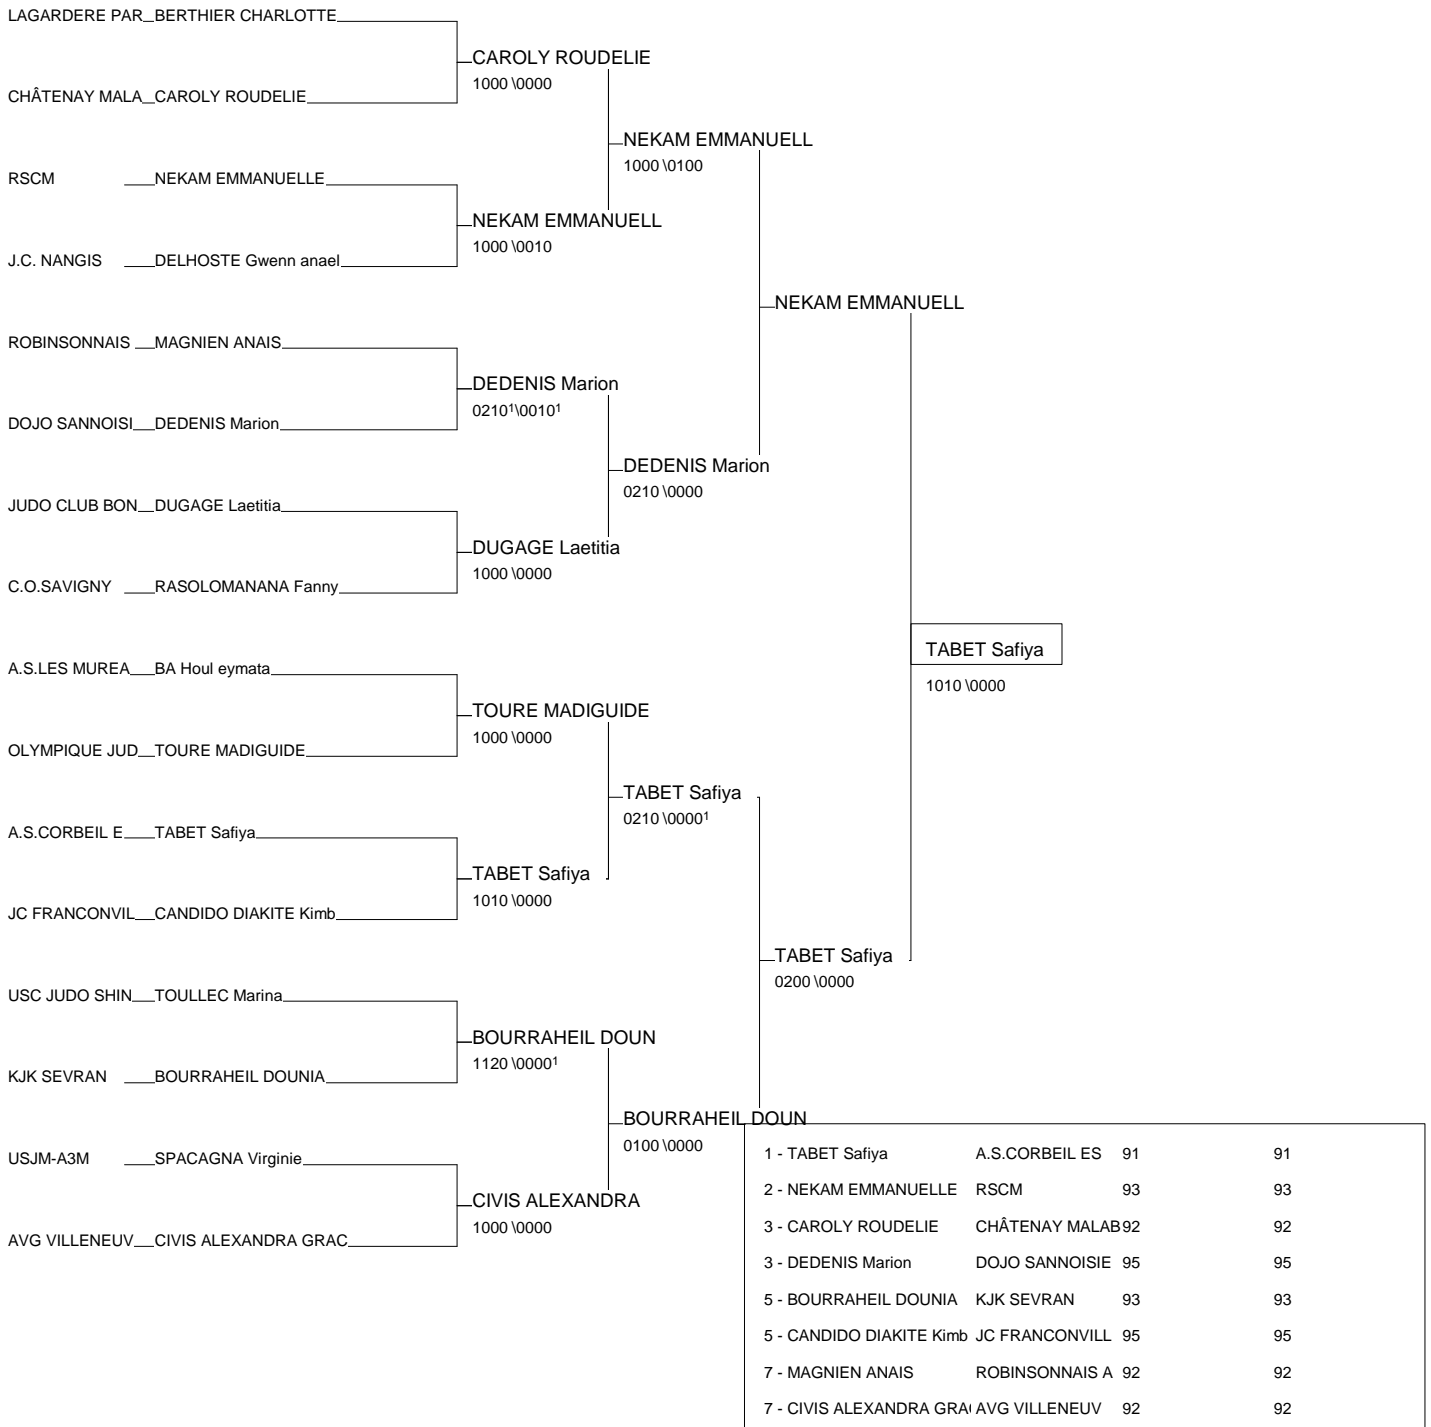 LAGARDERE PAR BERTHIER CHARLOTTE
CAROLY ROUDELIE
1000 \0000
CHÂTENAY MALA CAROLY ROUDELIE
NEKAM EMMANUELL
1000 \0100
RSCM NEKAM EMMANUELLE
NEKAM EMMANUELL
1000 \0010
J.C. NANGIS DELHOSTE Gwenn anael
NEKAM EMMANUELL
ROBINSONNAIS MAGNIEN ANAIS
DEDENIS Marion
0210¹\0010¹
DOJO SANNOISI DEDENIS Marion
DEDENIS Marion
0210 \0000
JUDO CLUB BON DUGAGE Laetitia
DUGAGE Laetitia
1000 \0000
C.O.SAVIGNY RASOLOMANANA Fanny
TABET Safiya
1010 \0000
A.S.LES MUREA BA Houl eymata
TOURE MADIGUIDE
1000 \0000
OLYMPIQUE JUD TOURE MADIGUIDE
TABET Safiya
0210 \0000¹
A.S.CORBEIL E TABET Safiya
TABET Safiya
1010 \0000
JC FRANCONVIL CANDIDO DIAKITE Kimb
TABET Safiya
0200 \0000
USC JUDO SHIN TOULLEC Marina
BOURRAHEIL DOUN
1120 \0000¹
KJK SEVRAN BOURRAHEIL DOUNIA
BOURRAHEIL DOUN
0100 \0000
USJM-A3M SPACAGNA Virginie
CIVIS ALEXANDRA
1000 \0000
AVG VILLENEUV CIVIS ALEXANDRA GRAC
1 - TABET Safiya A.S.CORBEIL ES 91 91
2 - NEKAM EMMANUELLE RSCM 93 93
3 - CAROLY ROUDELIE CHÂTENAY MALAB 92 92
3 - DEDENIS Marion DOJO SANNOISIE 95 95
5 - BOURRAHEIL DOUNIA KJK SEVRAN 93 93
5 - CANDIDO DIAKITE Kimb JC FRANCONVILL 95 95
7 - MAGNIEN ANAIS ROBINSONNAIS A 92 92
7 - CIVIS ALEXANDRA GRA AVG VILLENEUV 92 92